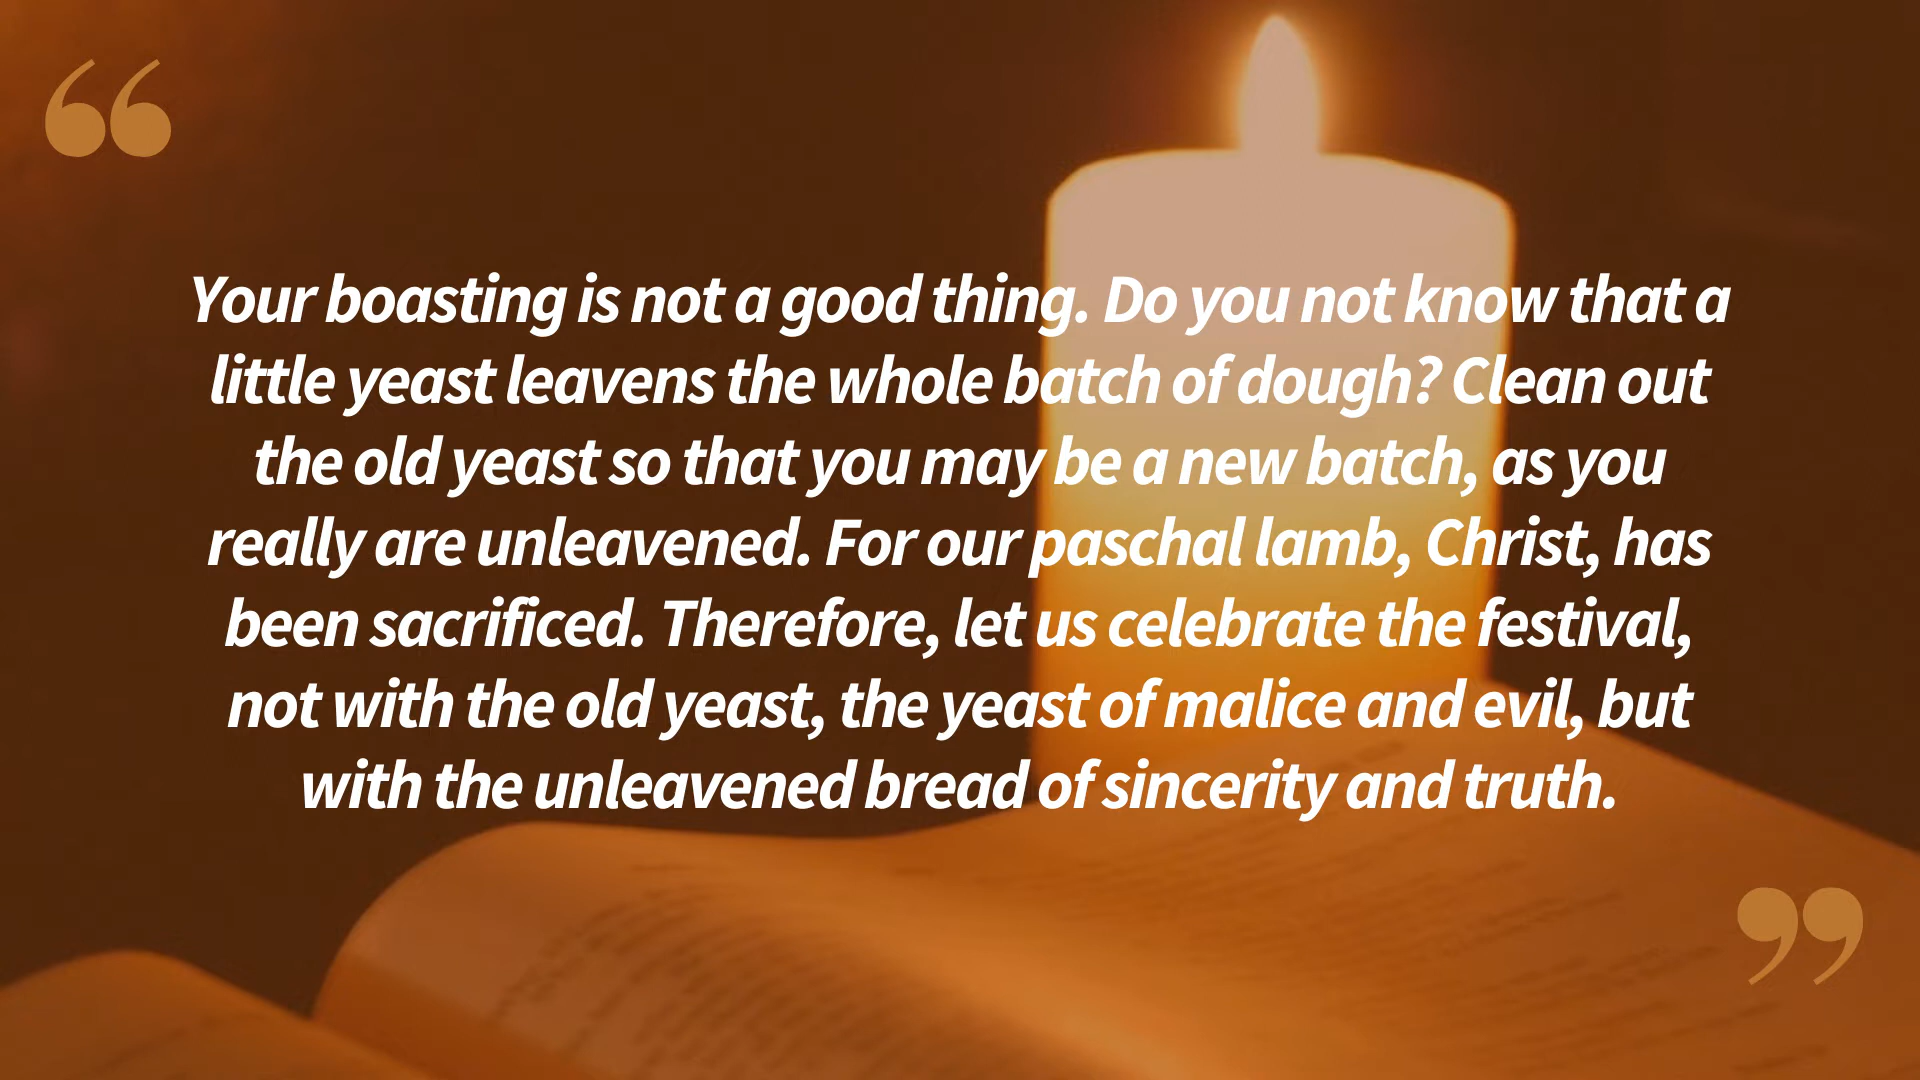 “
Your boasting is not a good thing. Do you not know that a
little yeast leavens the whole batch of dough? Clean out
the old yeast so that you may be a new batch, as you
really are unleavened. For our paschal lamb, Christ, has
been sacrificed. Therefore, let us celebrate the festival,
not with the old yeast, the yeast of malice and evil, but
with the unleavened bread of sincerity and truth.
”